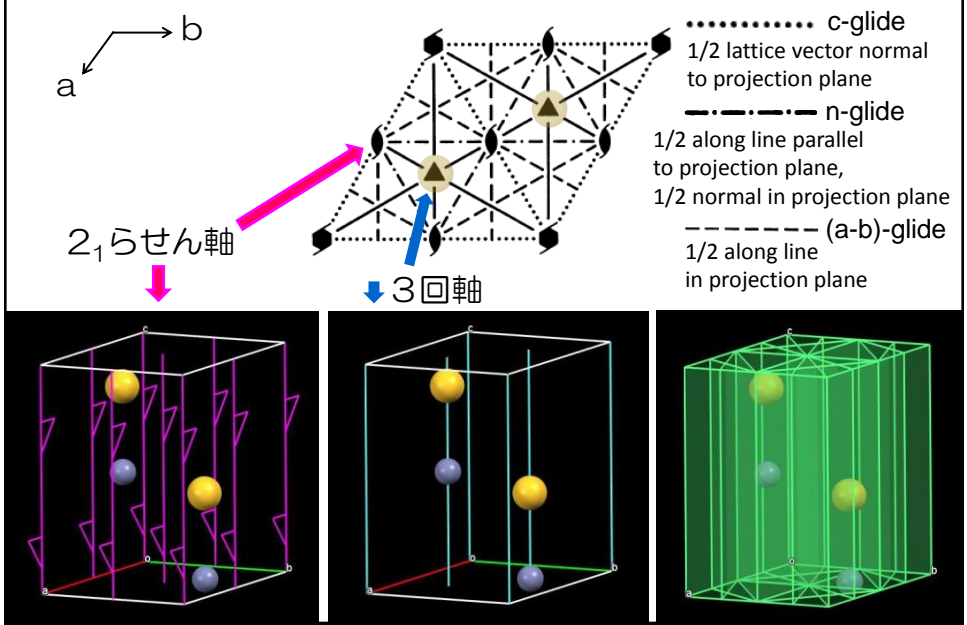 b
a
c-glide
1/2 lattice vector normal
to projection plane
n-glide
1/2 along line parallel
to projection plane,
1/2 normal in projection plane
(a-b)-glide
1/2 along line
in projection plane
2₁らせん軸
3回軸
c
o
a
b
c
o
a
b
c
o
a
b